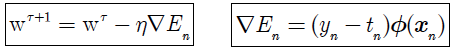 w^{τ+1} = w^{τ} − η∇E_n
∇E_n = (y_n − t_n)ϕ(x_n)